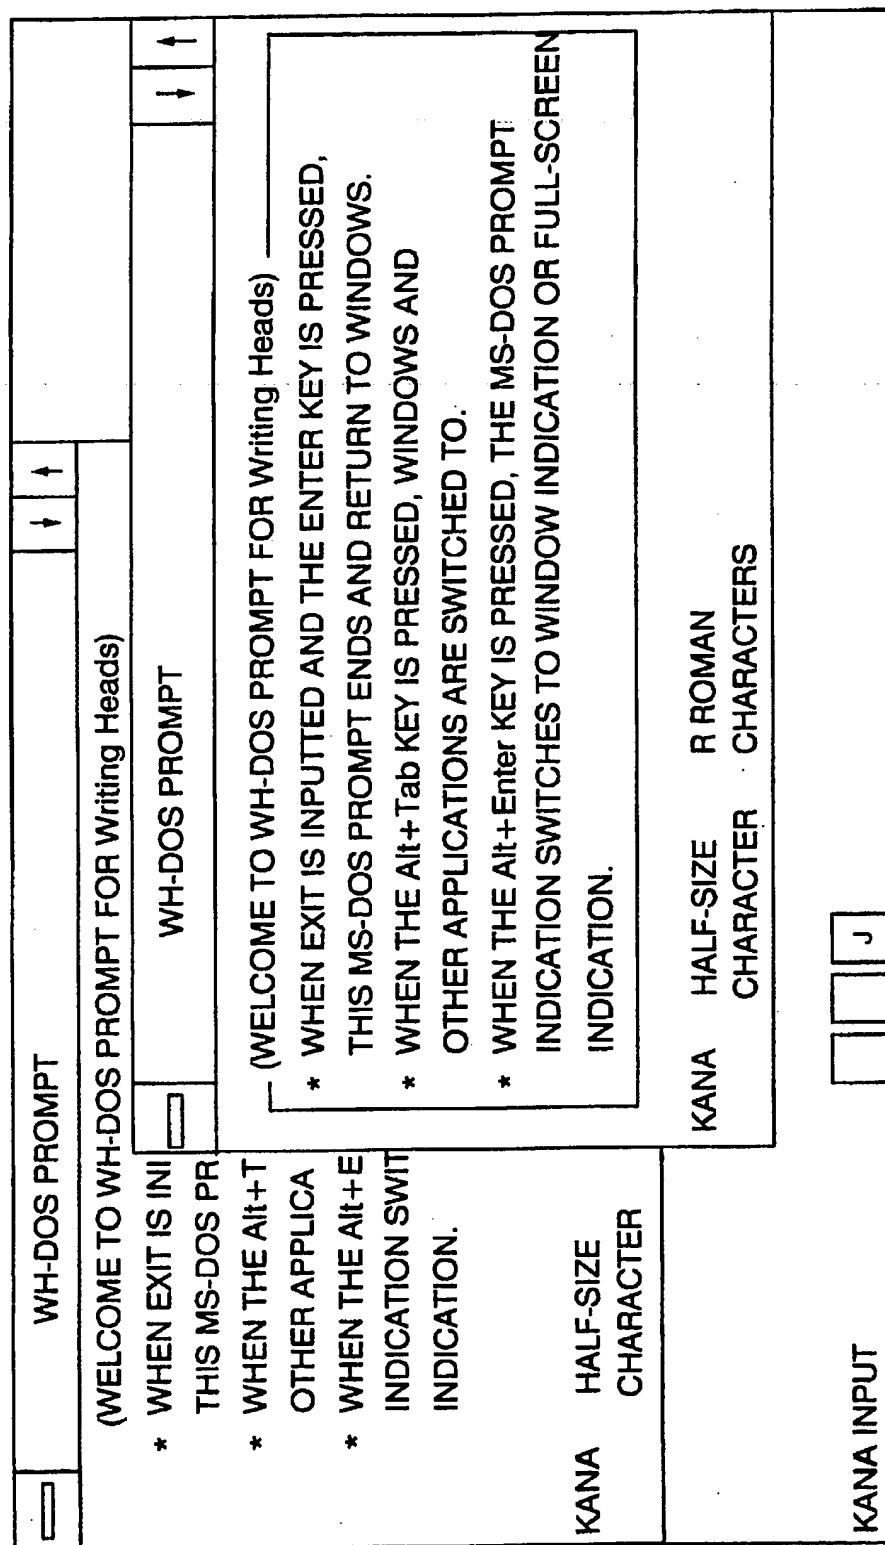 WH-DOS PROMPT
(WELCOME TO WH-DOS PROMPT FOR Writing Heads)
* WHEN EXIT IS INI
THIS MS-DOS PR
* WHEN THE Alt+T
OTHER APPLICA
* WHEN THE Alt+E
INDICATION SWIT
INDICATION.
KANA HALF-SIZE
CHARACTER
WH-DOS PROMPT
(WELCOME TO WH-DOS PROMPT FOR Writing Heads)
* WHEN EXIT IS INPUTTED AND THE ENTER KEY IS PRESSED,
THIS MS-DOS PROMPT ENDS AND RETURN TO WINDOWS.
* WHEN THE Alt+Tab KEY IS PRESSED, WINDOWS AND
OTHER APPLICATIONS ARE SWITCHED TO.
* WHEN THE Alt+Enter KEY IS PRESSED, THE MS-DOS PROMPT
INDICATION SWITCHES TO WINDOW INDICATION OR FULL-SCREEN
INDICATION.
KANA HALF-SIZE R ROMAN
CHARACTER CHARACTERS
KANA INPUT J